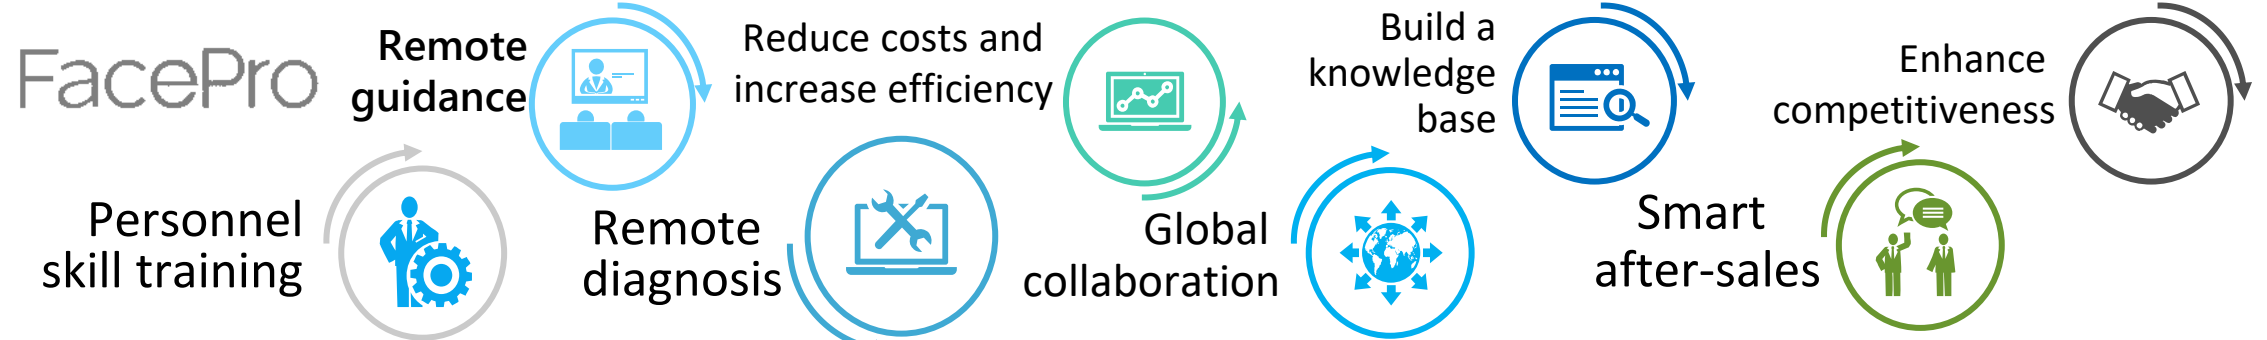 FacePro
Remote
guidance
Reduce costs and
increase efficiency
Build a
knowledge
base
Enhance
competitiveness
Personnel
skill training
Remote
diagnosis
Global
collaboration
Smart
after-sales